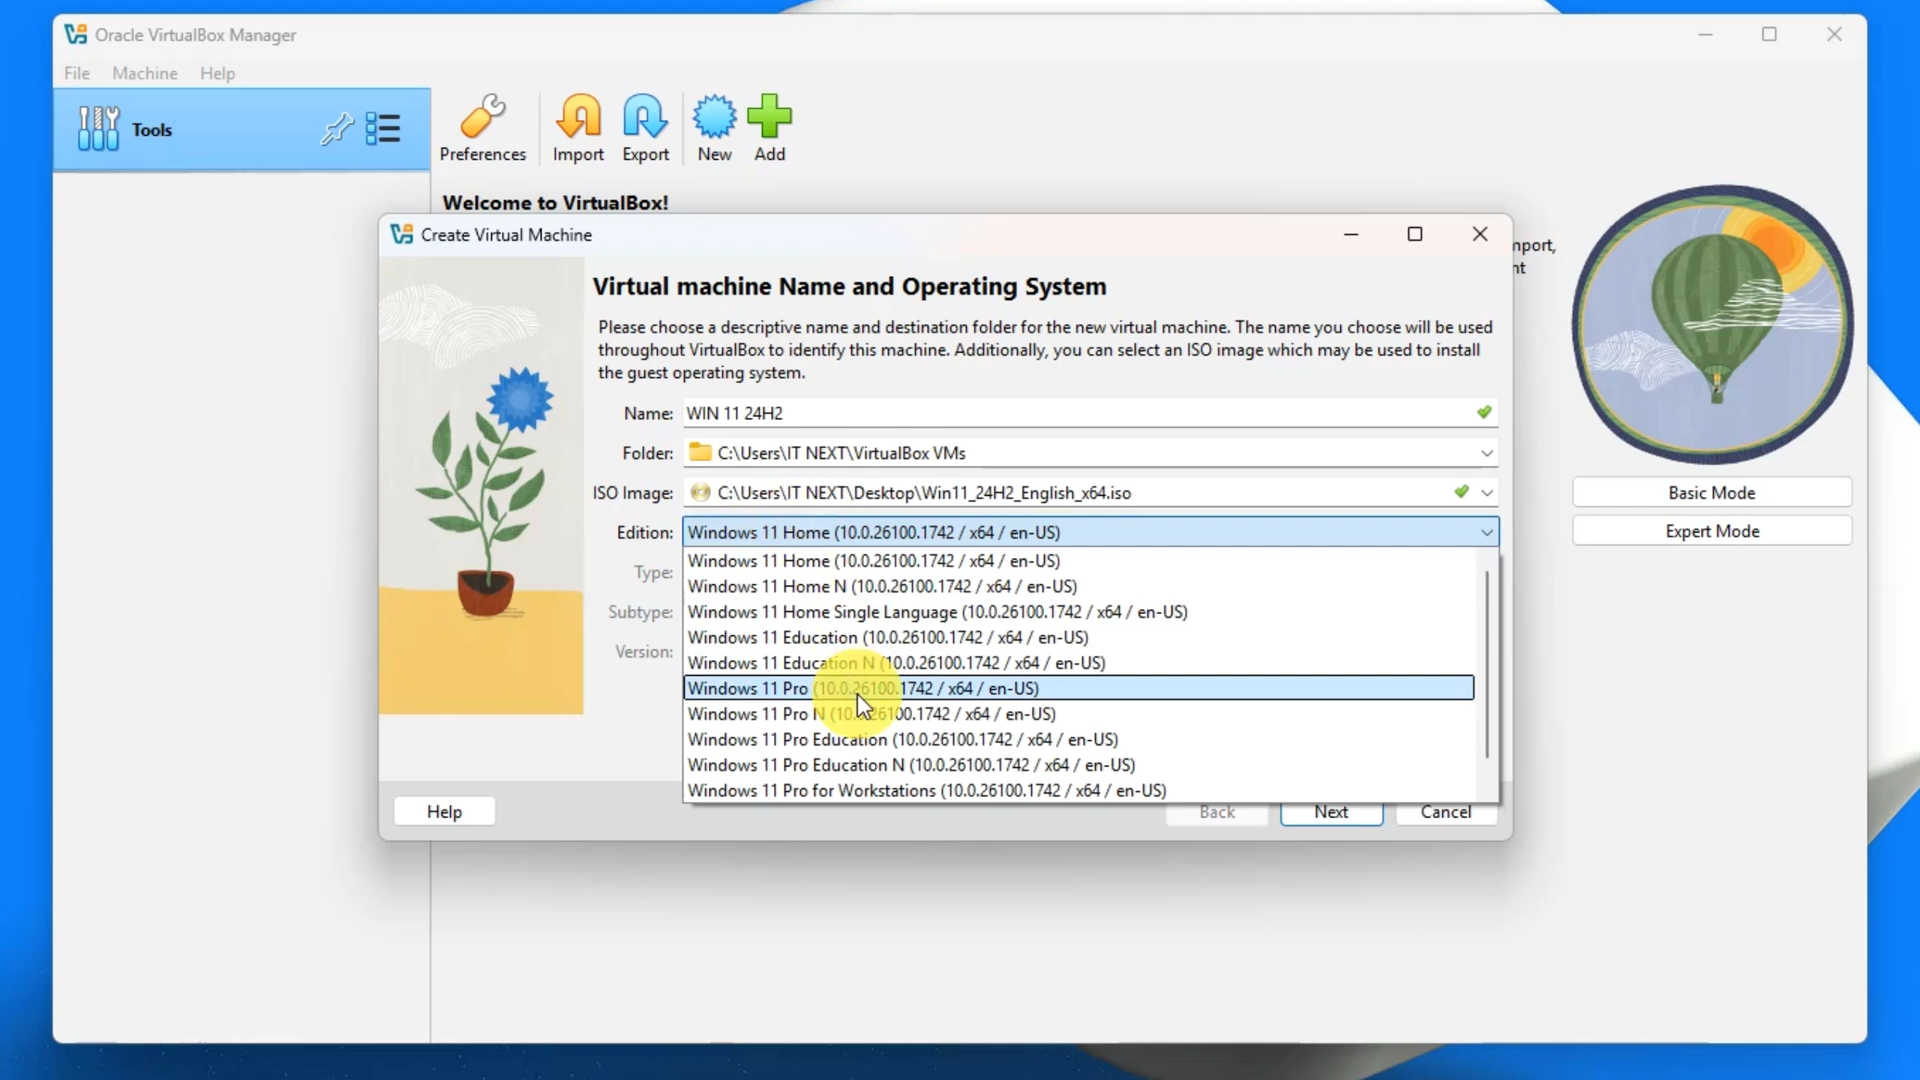 Oracle VirtualBox Manager
File Machine Help
Tools
Preferences Import Export New Add
Welcome to VirtualBox!
Create Virtual Machine
Virtual machine Name and Operating System
Please choose a descriptive name and destination folder for the new virtual machine. The name you choose will be used
throughout VirtualBox to identify this machine. Additionally, you can select an ISO image which may be used to install
the guest operating system.
Name: WIN 11 24H2
Folder: C:\Users\IT NEXT\VirtualBox VMs
ISO Image: C:\Users\IT NEXT\Desktop\Win11_24H2_English_x64.iso
Edition: Windows 11 Home (10.0.26100.1742 / x64 / en-US)
Windows 11 Home (10.0.26100.1742 / x64 / en-US)
Type:
Windows 11 Home N (10.0.26100.1742 / x64 / en-US)
Subtype: Windows 11 Home Single Language (10.0.26100.1742 / x64 / en-US)
Windows 11 Education (10.0.26100.1742 / x64 / en-US)
Version:
Windows 11 Education N (10.0.26100.1742 / x64 / en-US)
Windows 11 Pro (10.0.26100.1742 / x64 / en-US)
Windows 11 Pro N (10.0.26100.1742 / x64 / en-US)
Windows 11 Pro Education (10.0.26100.1742 / x64 / en-US)
Windows 11 Pro Education N (10.0.26100.1742 / x64 / en-US)
Windows 11 Pro for Workstations (10.0.26100.1742 / x64 / en-US)
Help Back Next Cancel
Basic Mode
Expert Mode